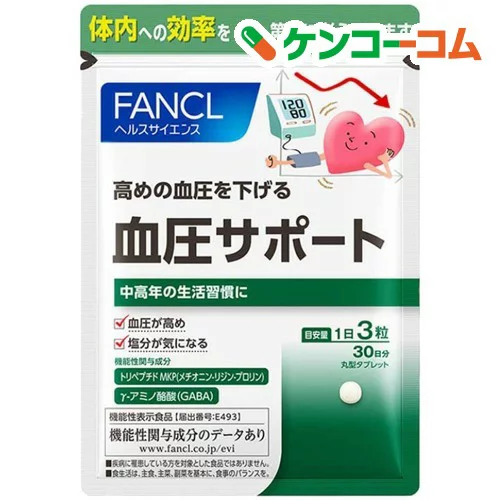 体内への効率を
ケンコーコム
FANCL
ヘルスサイエンス
120
80
高めの血圧を下げる
血圧サポート
中高年の生活習慣に
血圧が高め
塩分が気になる
機能性関与成分
トリペプチド MKP(メチオニン・リジン・プロリン)
γ-アミノ酪酸(GABA)
目安量 1日3粒
30日分
丸型タブレット
機能性表示食品【届出番号:E493】
機能性関与成分のデータあり
www.fancl.co.jp/evi
■疾病に罹患している方を対象とした食品ではありません。
■食生活は、主食、主菜、副菜を基本に、食事のバランスを。